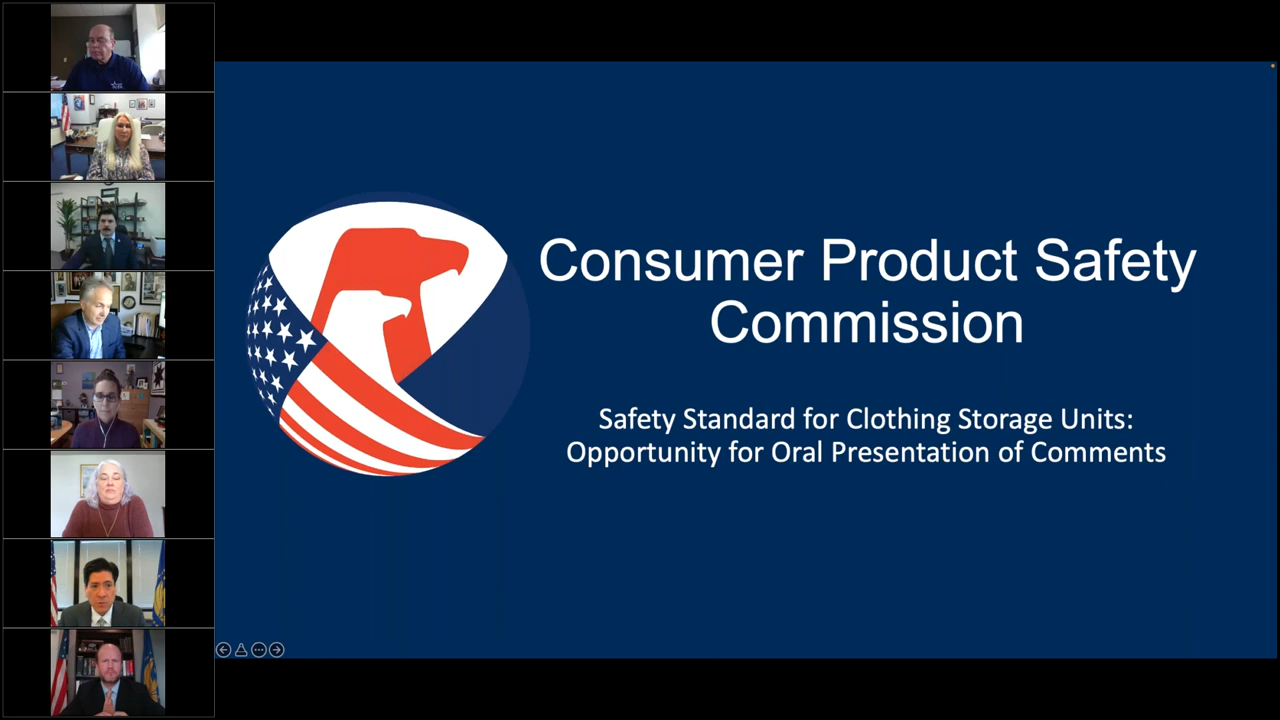 Consumer Product Safety
Commission
Safety Standard for Clothing Storage Units:
Opportunity for Oral Presentation of Comments